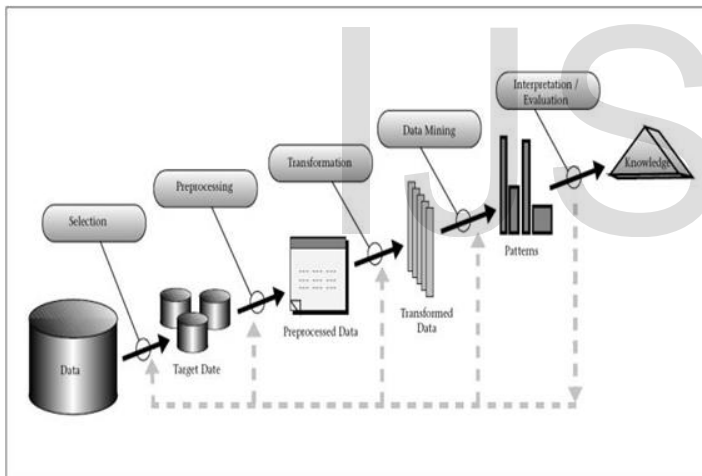 IJS
Interpretation /
Evaluation
Data Mining
Transformation
Preprocessing
Selection
Knowledge
Patterns
Transformed
Data
Preprocessed Data
Target Date
Data